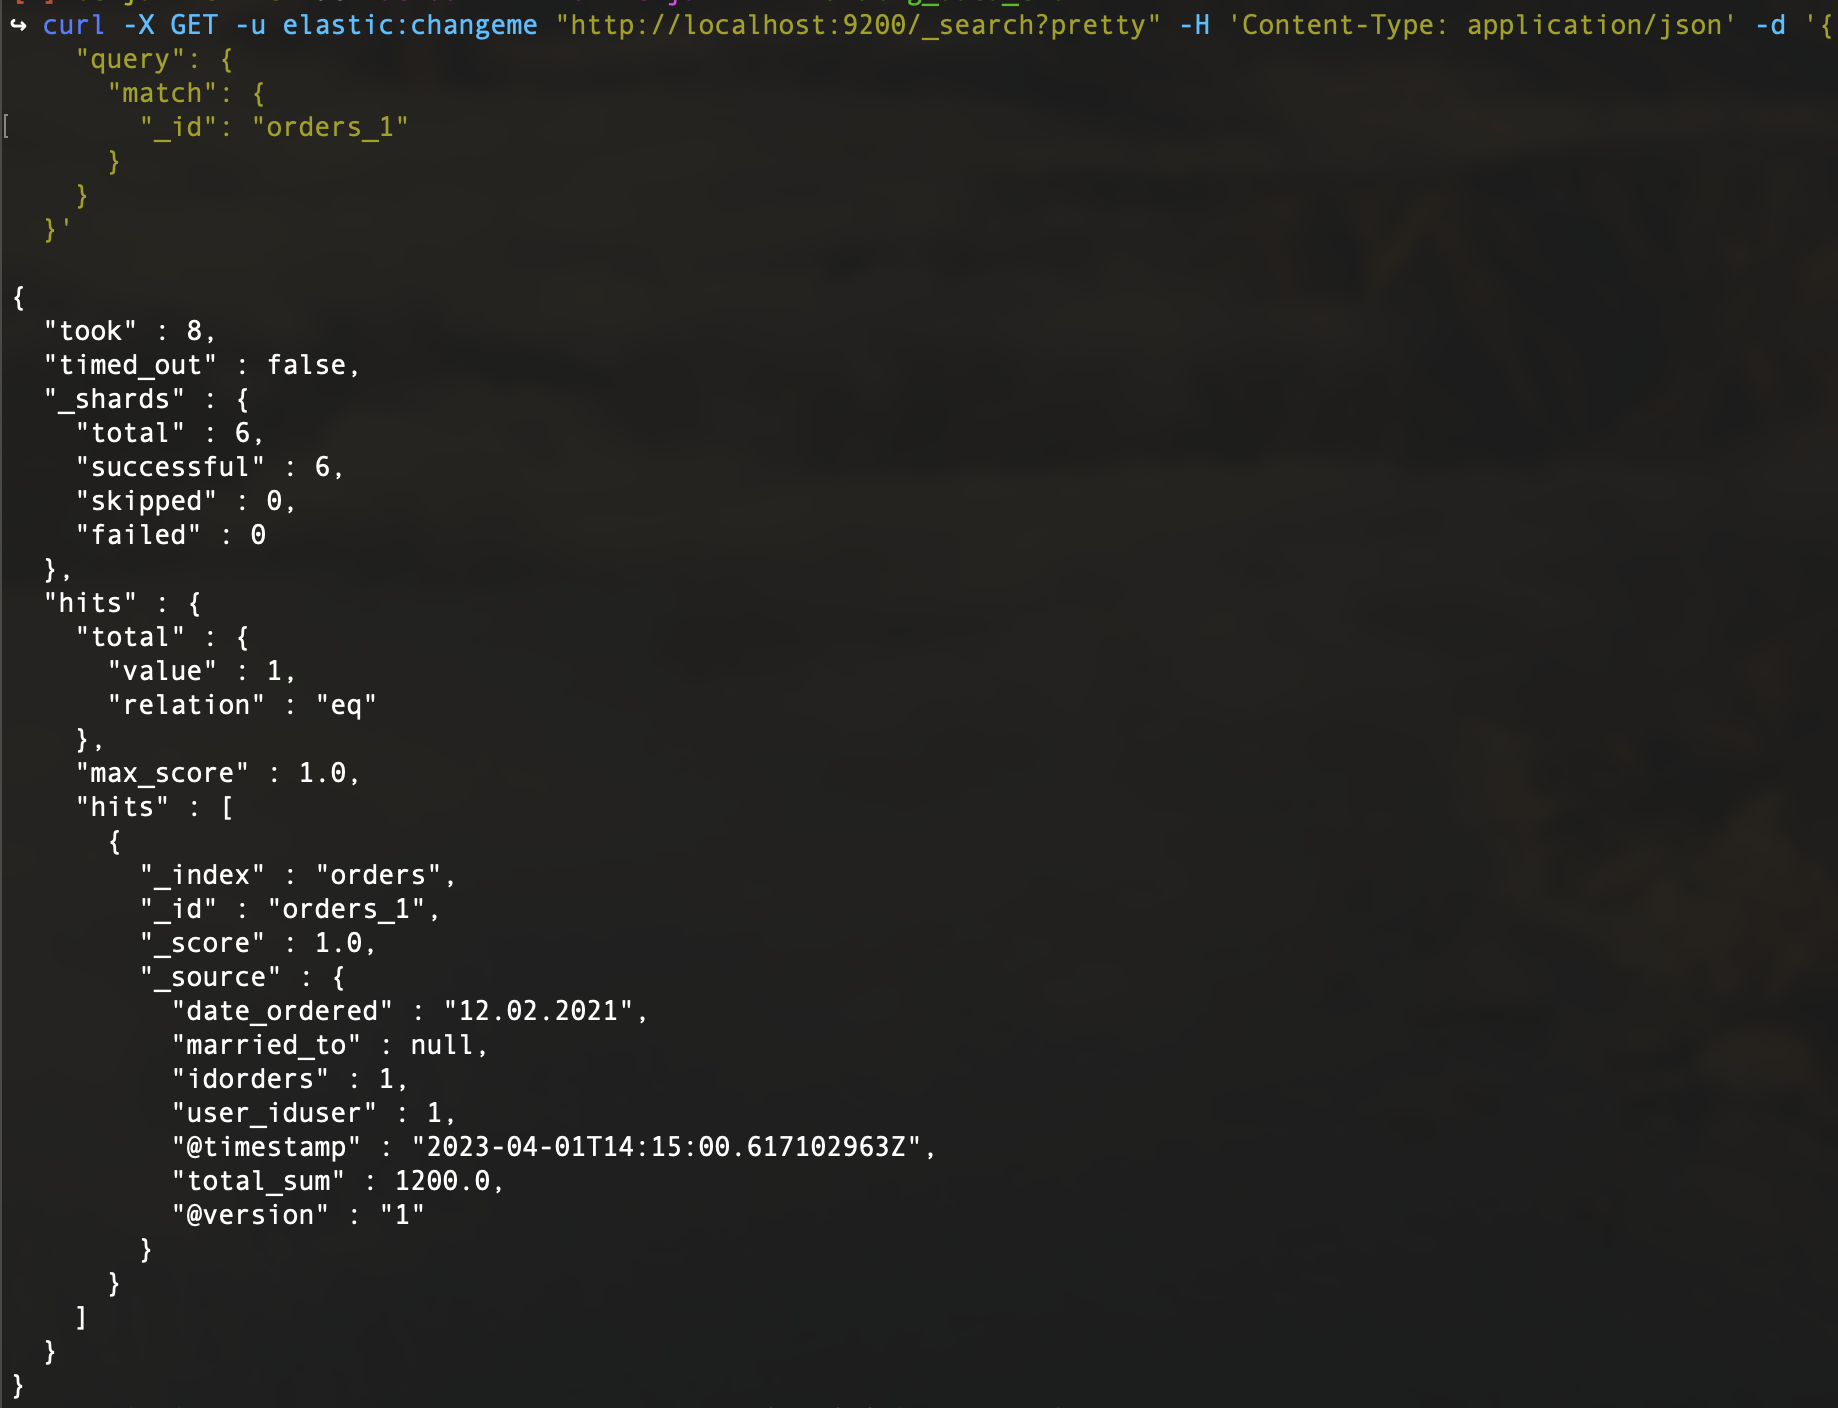 ↪ curl -X GET -u elastic:changeme "http://localhost:9200/_search?pretty" -H 'Content-Type: application/json' -d '{
    "query": {
      "match": {
[       "_id": "orders_1"
      }
    }
  }'

{
  "took" : 8,
  "timed_out" : false,
  "_shards" : {
    "total" : 6,
    "successful" : 6,
    "skipped" : 0,
    "failed" : 0
  },
  "hits" : {
    "total" : {
      "value" : 1,
      "relation" : "eq"
    },
    "max_score" : 1.0,
    "hits" : [
      {
        "_index" : "orders",
        "_id" : "orders_1",
        "_score" : 1.0,
        "_source" : {
          "date_ordered" : "12.02.2021",
          "married_to" : null,
          "idorders" : 1,
          "user_iduser" : 1,
          "@timestamp" : "2023-04-01T14:15:00.617102963Z",
          "total_sum" : 1200.0,
          "@version" : "1"
        }
      }
    ]
  }
}